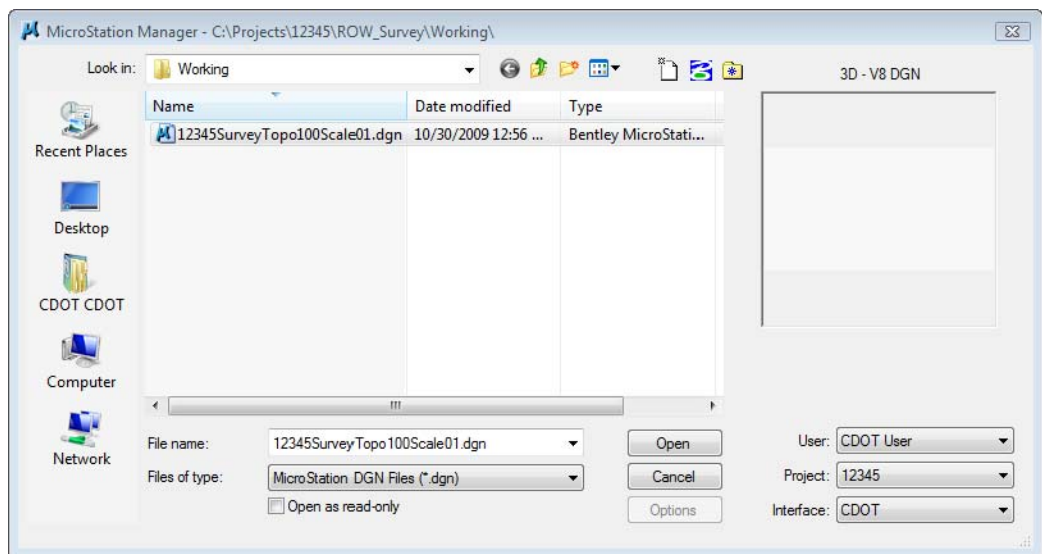 MicroStation Manager - C:\Projects\12345\ROW_Survey\Working\
Look in: Working
3D - V8 DGN
Name Date modified Type
12345SurveyTopo100Scale01.dgn 10/30/2009 12:56 ... Bentley MicroStati...
Recent Places
Desktop
CDOT CDOT
Computer
Network
File name: 12345SurveyTopo100Scale01.dgn Open
Files of type: MicroStation DGN Files (*.dgn) Cancel
Open as read-only Options
User: CDOT User
Project: 12345
Interface: CDOT